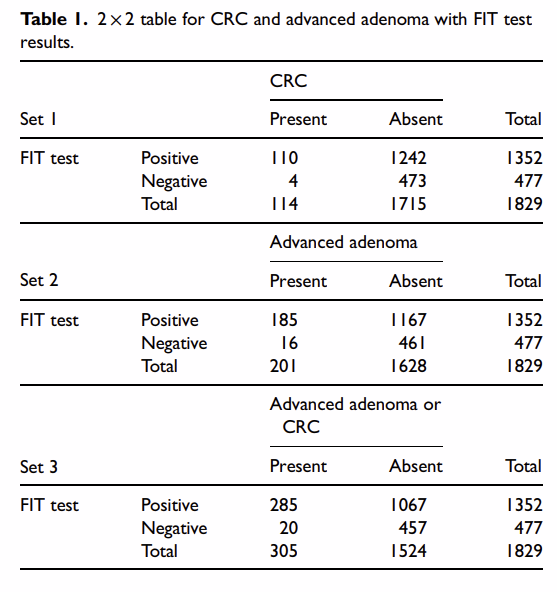 Table 1. 2×2 table for CRC and advanced adenoma with FIT test
results.
CRC
Set 1 Present Absent Total
FIT test Positive 110 1242 1352
Negative 4 473 477
Total 114 1715 1829
Advanced adenoma
Set 2 Present Absent Total
FIT test Positive 185 1167 1352
Negative 16 461 477
Total 201 1628 1829
Advanced adenoma or
CRC
Set 3 Present Absent Total
FIT test Positive 285 1067 1352
Negative 20 457 477
Total 305 1524 1829